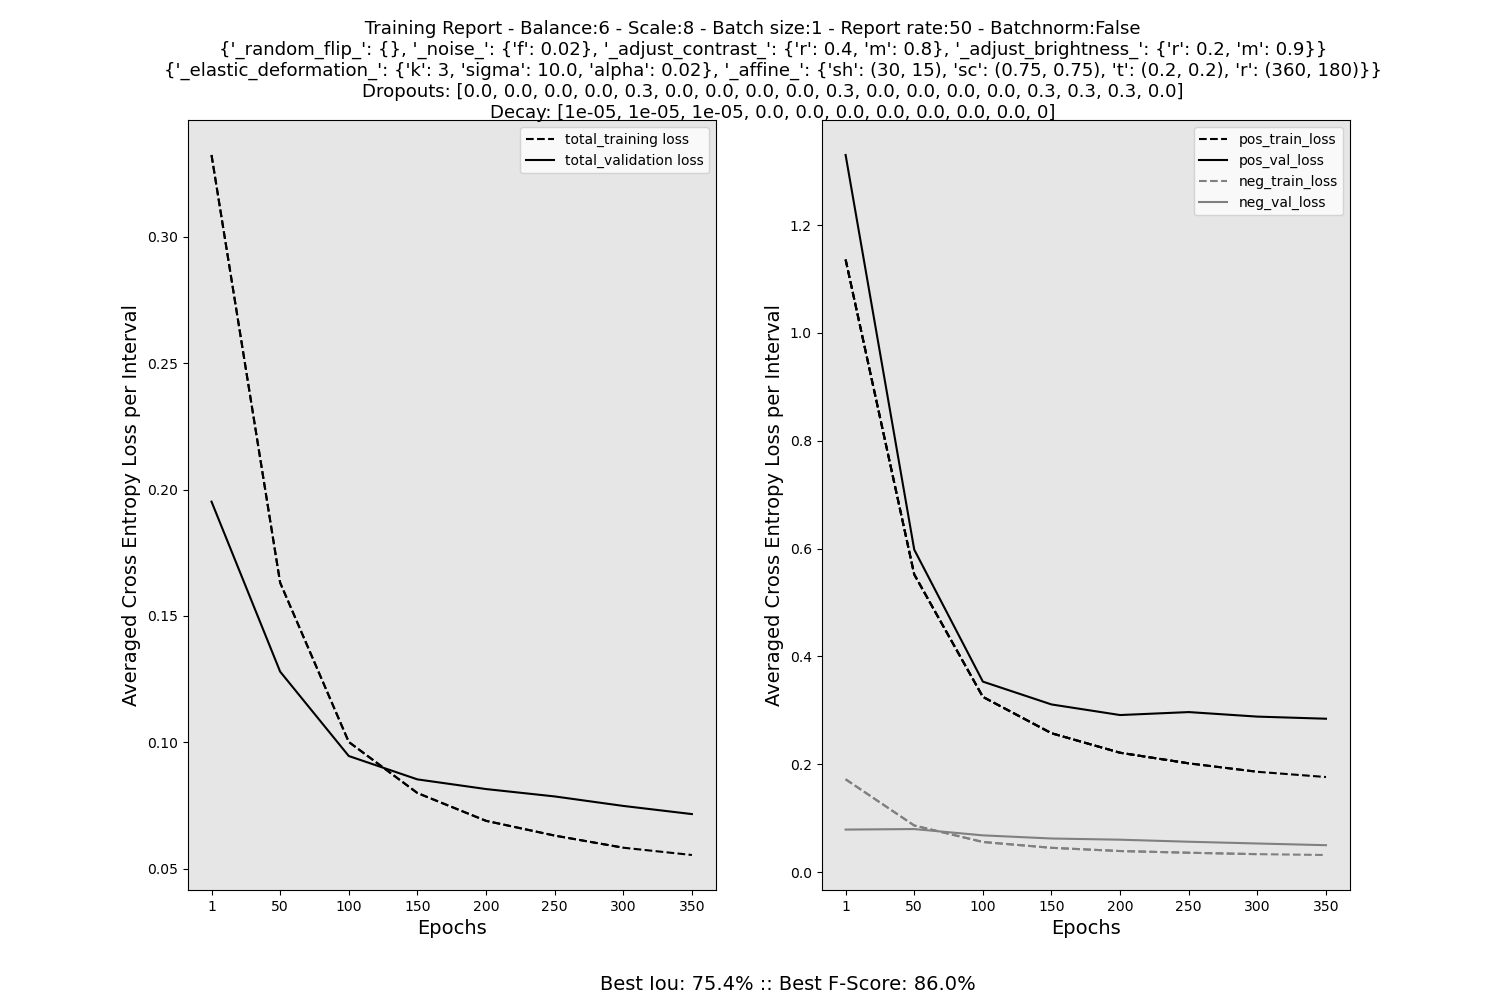 Training Report - Balance:6 - Scale:8 - Batch size:1 - Report rate:50 - Batchnorm:False
{'_random_flip_': {}, '_noise_': {'f': 0.02}, '_adjust_contrast_': {'r': 0.4, 'm': 0.8}, '_adjust_brightness_': {'r': 0.2, 'm': 0.9}}
{'_elastic_deformation_': {'k': 3, 'sigma': 10.0, 'alpha': 0.02}, '_affine_': {'sh': (30, 15), 'sc': (0.75, 0.75), 't': (0.2, 0.2), 'r': (360, 180)}}
Dropouts: [0.0, 0.0, 0.0, 0.0, 0.3, 0.0, 0.0, 0.0, 0.0, 0.3, 0.0, 0.0, 0.0, 0.0, 0.3, 0.3, 0.3, 0.0]
Decay: [1e-05, 1e-05, 1e-05, 0.0, 0.0, 0.0, 0.0, 0.0, 0.0, 0.0, 0]
total_training loss
total_validation loss
0.30
0.25
0.20
0.15
0.10
0.05
Averaged Cross Entropy Loss per Interval
1 50 100 150 200 250 300 350
Epochs
pos_train_loss
pos_val_loss
neg_train_loss
neg_val_loss
1.2
1.0
0.8
0.6
0.4
0.2
0.0
Averaged Cross Entropy Loss per Interval
1 50 100 150 200 250 300 350
Epochs
Best Iou: 75.4% :: Best F-Score: 86.0%